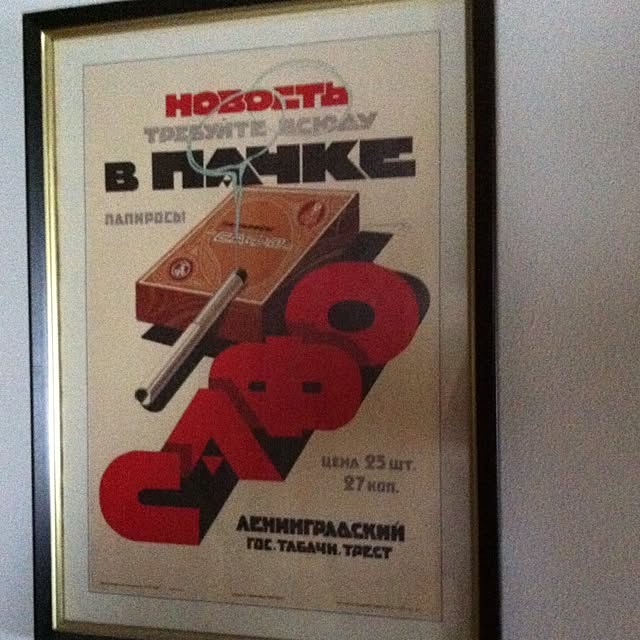 НОВОСТЬ
ТРЕБУЙТЕ ВСЮДУ
В ПАЧКЕ
ПАПИРОСЫ
САФО
ЦЕНА 25 ШТ.
27 КОП.
ЛЕНИНГРАДСКИЙ
ГОС. ТАБАЧН. ТРЕСТ